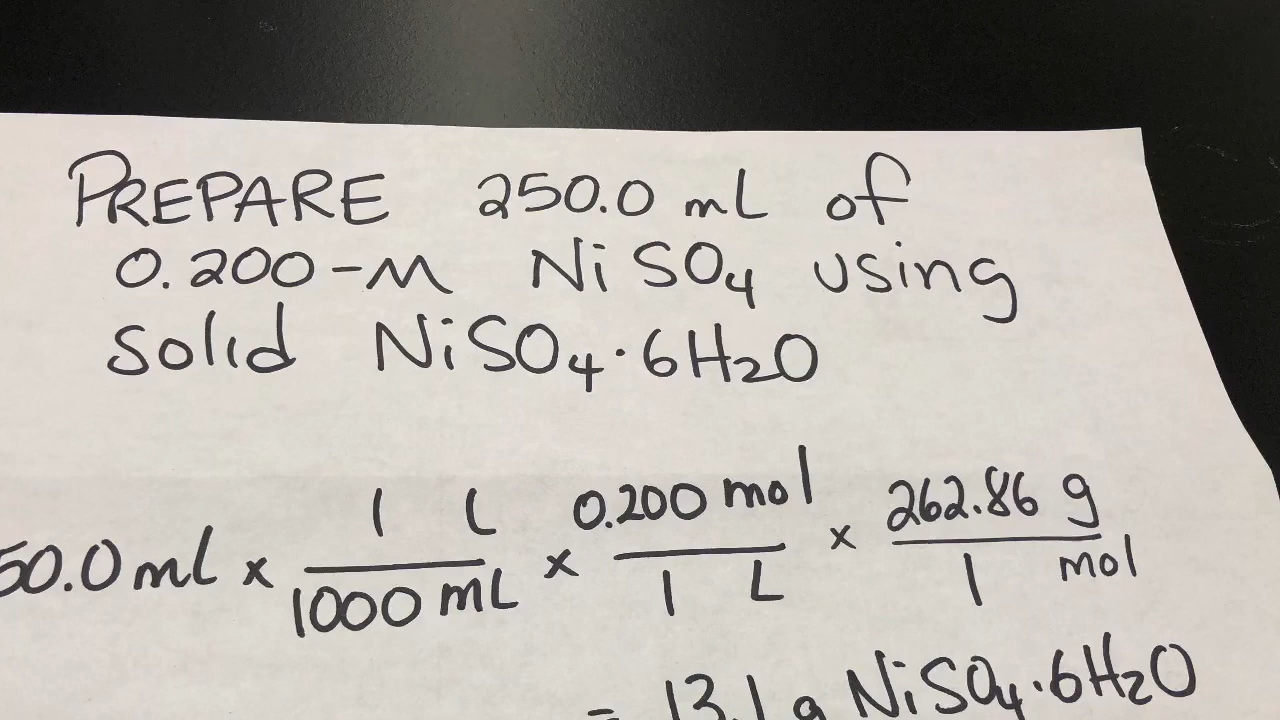 PREPARE 250.0 mL of
0.200-M NiSO4 using
solid NiSO4·6H2O
50.0 ml x 1 L / 1000 mL x 0.200 mol / 1 L x 262.86 g / 1 mol
= 13.1 g NiSO4·6H2O